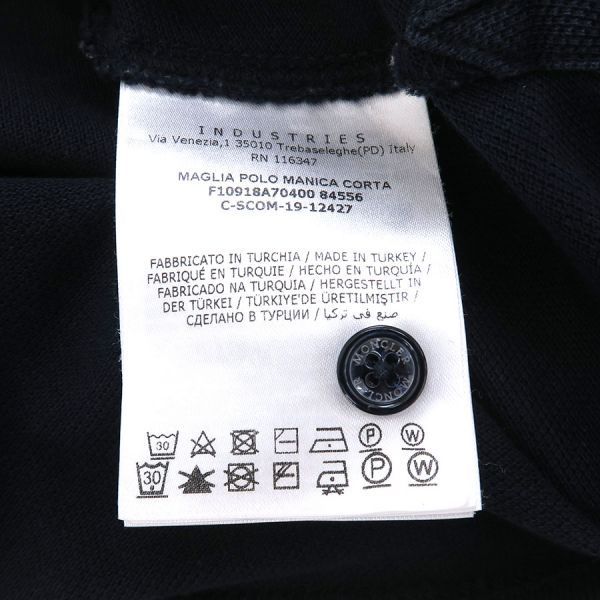 INDUSTRIES
Via Venezia,1 35010 Trebaseleghe(PD) Italy
RN 116347
MAGLIA POLO MANICA CORTA
F10918A70400 84556
C-SCOM-19-12427
FABBRICATO IN TURCHIA / MADE IN TURKEY /
FABRIQUÉ EN TURQUIE / HECHO EN TURQUÍA /
FABRICADO NA TURQUIA / HERGESTELLT IN
DER TÜRKEI / TÜRKIYE'DE ÜRETILMIŞTIR /
СДЕЛАНО В ТУРЦИИ / صنع في تركيا
MONCLER
MONCLER
30 P W
30 P W